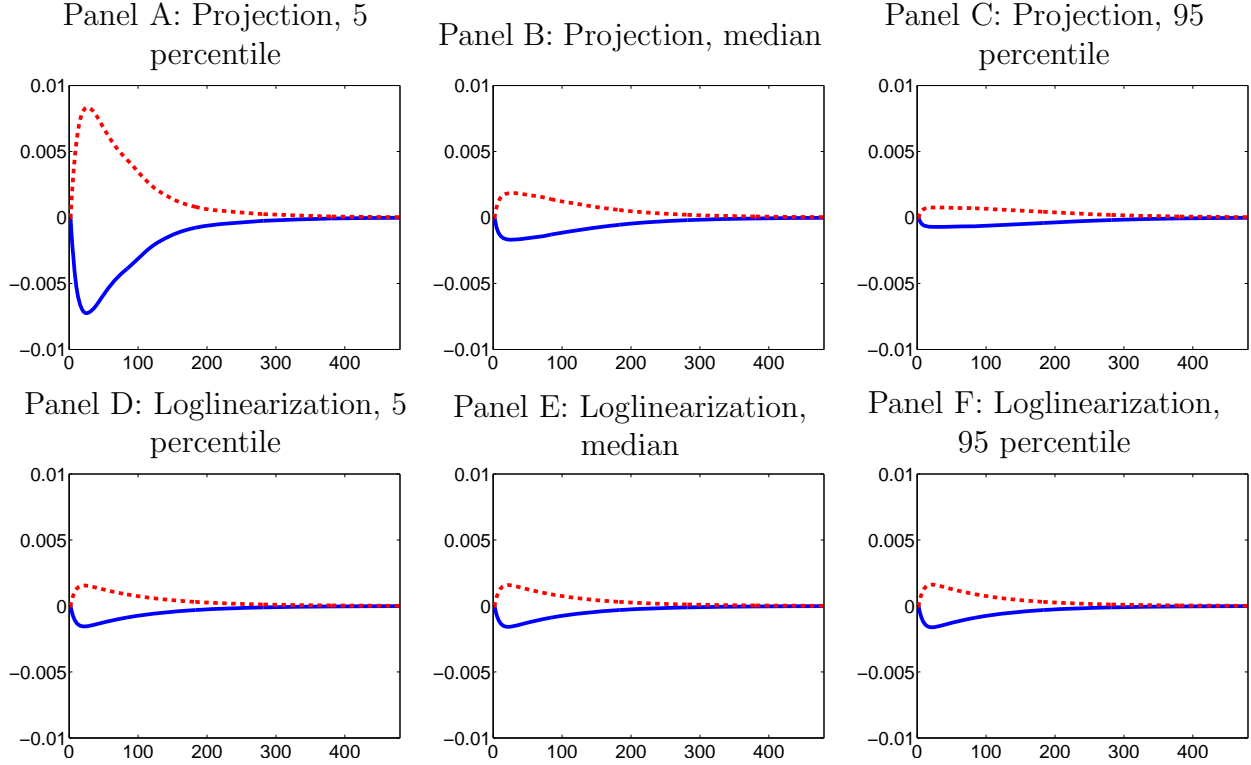 Panel A: Projection, 5
percentile
Panel B: Projection, median
Panel C: Projection, 95
percentile
0.01
0.005
0
−0.005
−0.01
0 100 200 300 400
0.01
0.005
0
−0.005
−0.01
0 100 200 300 400
0.01
0.005
0
−0.005
−0.01
0 100 200 300 400
Panel D: Loglinearization, 5
percentile
Panel E: Loglinearization,
median
Panel F: Loglinearization,
95 percentile
0.01
0.005
0
−0.005
−0.01
0 100 200 300 400
0.01
0.005
0
−0.005
−0.01
0 100 200 300 400
0.01
0.005
0
−0.005
−0.01
0 100 200 300 400